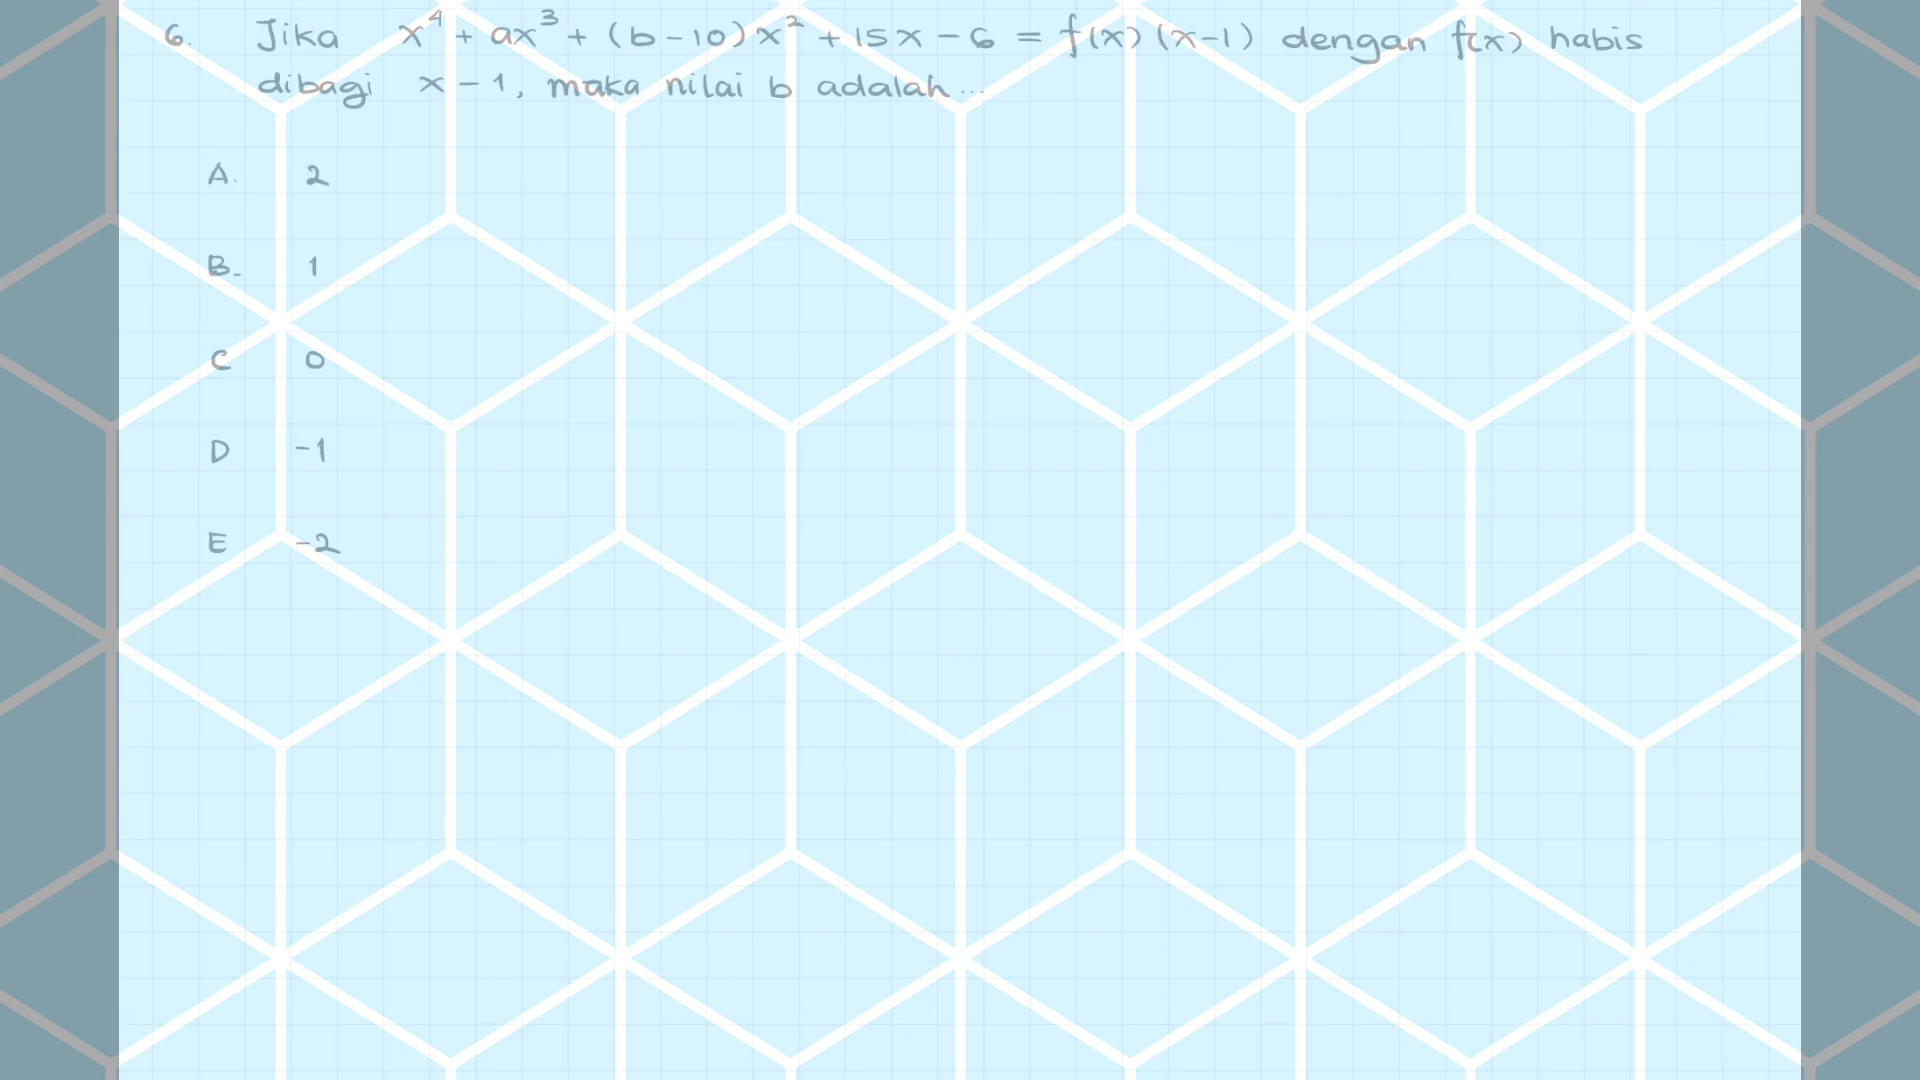 6. Jika x⁴ + ax³ + (b-10)x² + 15x - 6 = f(x)(x-1) dengan f(x) habis
dibagi x - 1, maka nilai b adalah...
A. 2
B. 1
C 0
D -1
E -2